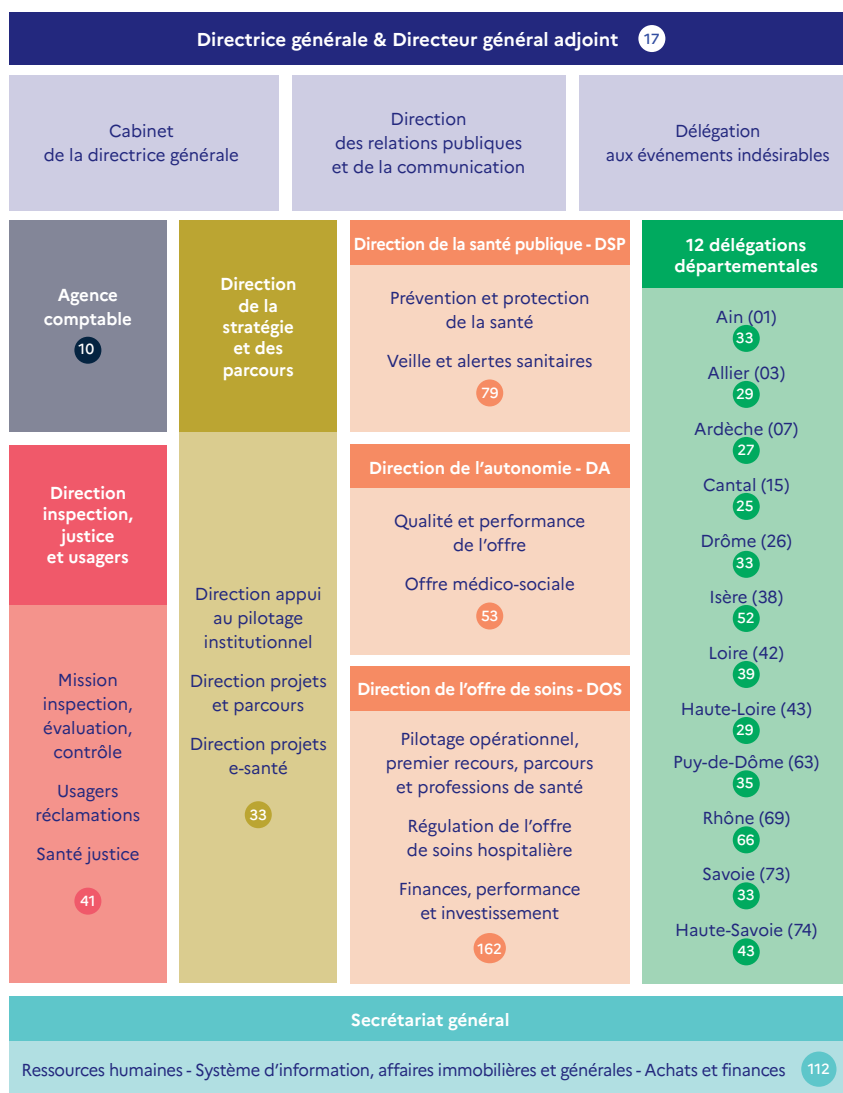 Directrice générale & Directeur général adjoint 17
Cabinet
de la directrice générale
Direction
des relations publiques
et de la communication
Délégation
aux événements indésirables
Agence
comptable
10
Direction
inspection,
justice
et usagers
Mission
inspection,
évaluation,
contrôle
Usagers
réclamations
Santé justice
41
Direction
de la
stratégie
et des
parcours
Direction appui
au pilotage
institutionnel
Direction projets
et parcours
Direction projets
e-santé
33
Direction de la santé publique - DSP
Prévention et protection
de la santé
Veille et alertes sanitaires
79
Direction de l'autonomie - DA
Qualité et performance
de l'offre
Offre médico-sociale
53
Direction de l'offre de soins - DOS
Pilotage opérationnel,
premier recours, parcours
et professions de santé
Régulation de l'offre
de soins hospitalière
Finances, performance
et investissement
162
12 délégations
départementales
Ain (01)
33
Allier (03)
29
Ardèche (07)
27
Cantal (15)
25
Drôme (26)
33
Isère (38)
52
Loire (42)
39
Haute-Loire (43)
29
Puy-de-Dôme (63)
35
Rhône (69)
66
Savoie (73)
33
Haute-Savoie (74)
43
Secrétariat général
Ressources humaines - Système d'information, affaires immobilières et générales - Achats et finances 112